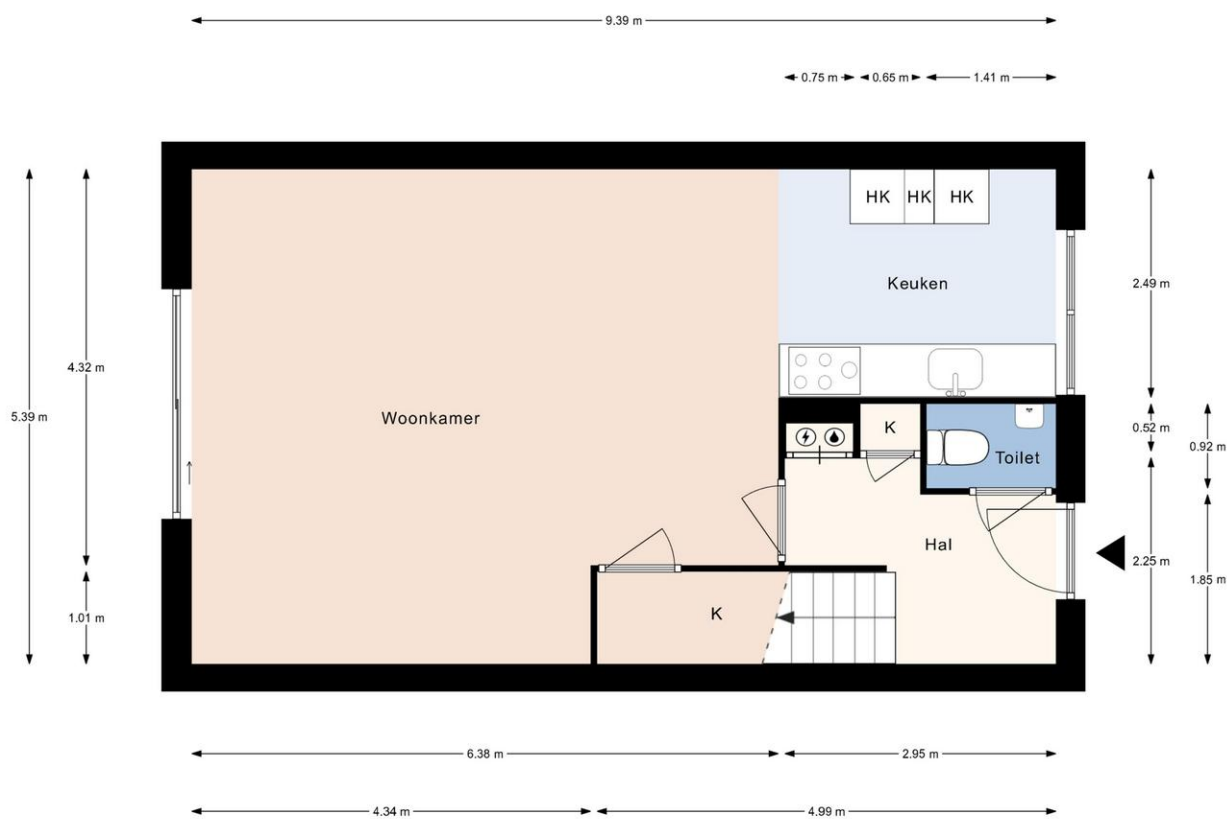 9.39 m
0.75 m
0.65 m
1.41 m
HK
HK
HK
Keuken
2.49 m
4.32 m
5.39 m
Woonkamer
K
0.52 m
0.92 m
Toilet
Hal
2.25 m
1.85 m
1.01 m
K
6.38 m
2.95 m
4.34 m
4.99 m